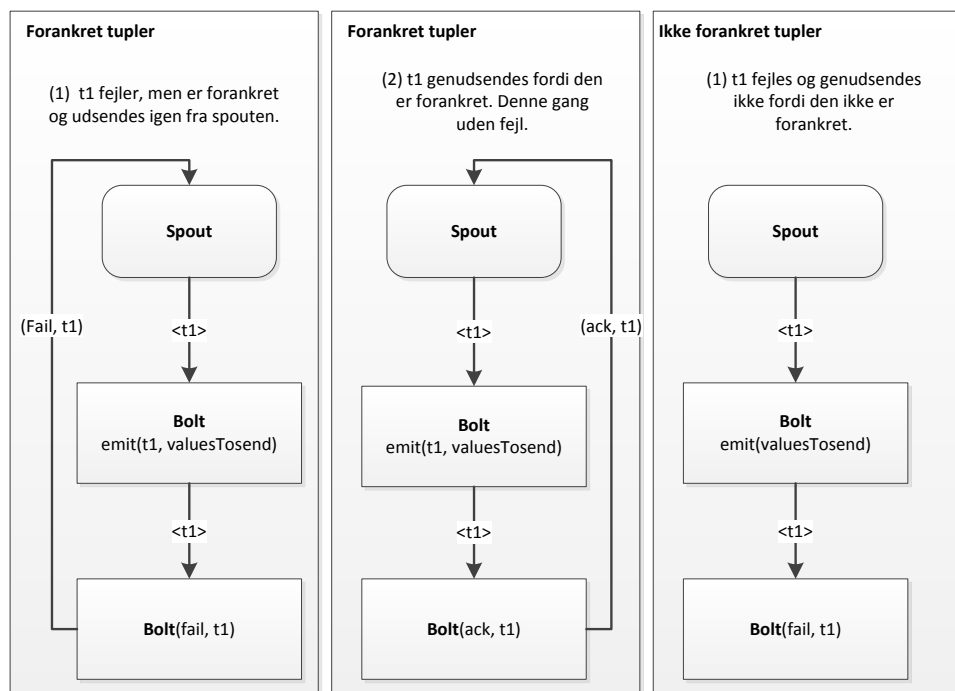 Forankret tupler
(1) t1 fejler, men er forankret
og udsendes igen fra spouten.
Spout
(Fail, t1)
<t1>
Bolt
emit(t1, valuesTosend)
<t1>
Bolt(fail, t1)
Forankret tupler
(2) t1 genudsendes fordi den
er forankret. Denne gang
uden fejl.
Spout
<t1>
(ack, t1)
Bolt
emit(t1, valuesTosend)
<t1>
Bolt(ack, t1)
Ikke forankret tupler
(1) t1 fejles og genudsendes
ikke fordi den ikke er
forankret.
Spout
<t1>
Bolt
emit(valuesTosend)
<t1>
Bolt(fail, t1)